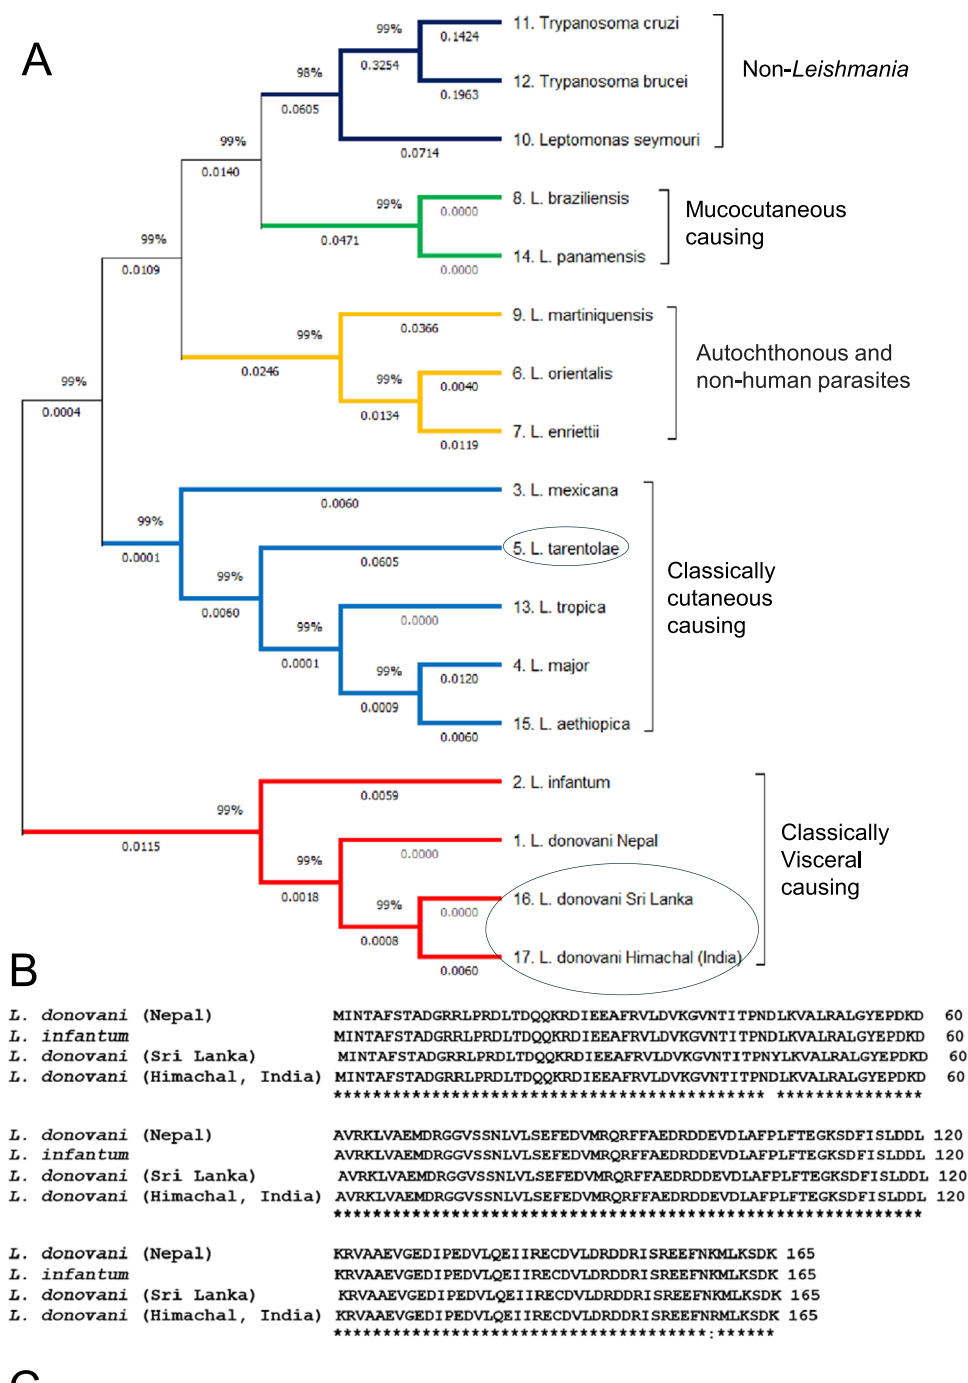 A
99%
11. Trypanosoma cruzi
0.1424
98%
0.3254
Non-Leishmania
12. Trypanosoma brucei
0.0605
0.1963
99%
10. Leptomonas seymouri
0.0140
0.0714
99%
8. L. braziliensis
0.0000
Mucocutaneous
causing
99%
0.0471
14. L. panamensis
0.0109
0.0000
9. L. martiniquensis
99%
0.0366
Autochthonous and
non-human parasites
0.0246
99%
6. L. orientalis
99%
0.0040
0.0004
0.0134
7. L. enriettii
0.0119
3. L. mexicana
0.0060
99%
5. L. tarentolae
0.0001
0.0605
Classically
cutaneous
causing
99%
13. L. tropica
0.0060
0.0000
99%
4. L. major
0.0001
99%
0.0120
0.0009
15. L. aethiopica
0.0060
2. L. infantum
0.0059
99%
Classically
Visceral
causing
0.0115
1. L. donovani Nepal
99%
0.0000
0.0018
99%
16. L. donovani Sri Lanka
0.0000
0.0008
17. L. donovani Himachal (India)
0.0060
B
L. donovani (Nepal) MINTAFSTADGRRLPRDLTDQQKRDIEEAFRVLDVKGVNTITPNDLKVALRALGYEPDKD 60
L. infantum MINTAFSTADGRRLPRDLTDQQKRDIEEAFRVLDVKGVNTITPNDLKVALRALGYEPDKD 60
L. donovani (Sri Lanka) MINTAFSTADGRRLPRDLTDQQKRDIEEAFRVLDVKGVNTITPNYLKVALRALGYEPDKD 60
L. donovani (Himachal, India) MINTAFSTADGRRLPRDLTDQQKRDIEEAFRVLDVKGVNTITPNDLKVALRALGYEPDKD 60
******************************************** ***************
L. donovani (Nepal) AVRKLVAEMDRGGVSSNLVLSEFEDVMRQRFFAEDRDDEVDLAFPLFTEGKSDFISLDDL 120
L. infantum AVRKLVAEMDRGGVSSNLVLSEFEDVMRQRFFAEDRDDEVDLAFPLFTEGKSDFISLDDL 120
L. donovani (Sri Lanka) AVRKLVAEMDRGGVSSNLVLSEFEDVMRQRFFAEDRDDEVDLAFPLFTEGKSDFISLDDL 120
L. donovani (Himachal, India) AVRKLVAEMDRGGVSSNLVLSEFEDVMRQRFFAEDRDDEVDLAFPLFTEGKSDFISLDDL 120
************************************************************
L. donovani (Nepal) KRVAAEVGEDIPEDVLQEIIRECDVLDRDDRISREEFNKMLKSDK 165
L. infantum KRVAAEVGEDIPEDVLQEIIRECDVLDRDDRISREEFNKMLKSDK 165
L. donovani (Sri Lanka) KRVAAEVGEDIPEDVLQEIIRECDVLDRDDRISREEFNKMLKSDK 165
L. donovani (Himachal, India) KRVAAEVGEDIPEDVLQEIIRECDVLDRDDRISREEFNRMLKSDK 165
**************************************:******